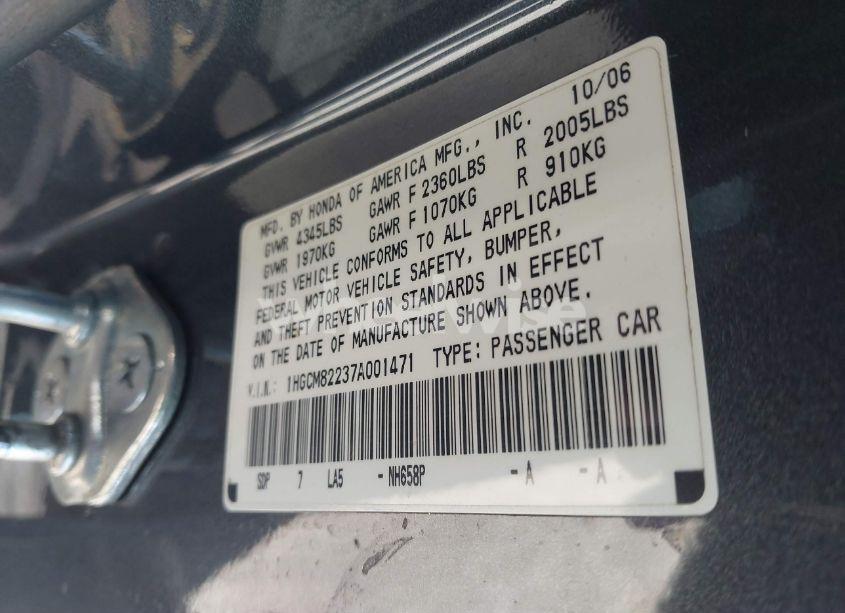 MFD. BY HONDA OF AMERICA MFG., INC. 10/06
GVWR 4345LBS GAWR F 2360LBS R 2005LBS
GVWR 1970KG GAWR F 1070KG R 910KG
THIS VEHICLE CONFORMS TO ALL APPLICABLE
FEDERAL MOTOR VEHICLE SAFETY, BUMPER,
AND THEFT PREVENTION STANDARDS IN EFFECT
ON THE DATE OF MANUFACTURE SHOWN ABOVE.
V.I.N.: 1HGCM82237A001471 TYPE: PASSENGER CAR
SDP 7 LA5 -NH658P -A -A